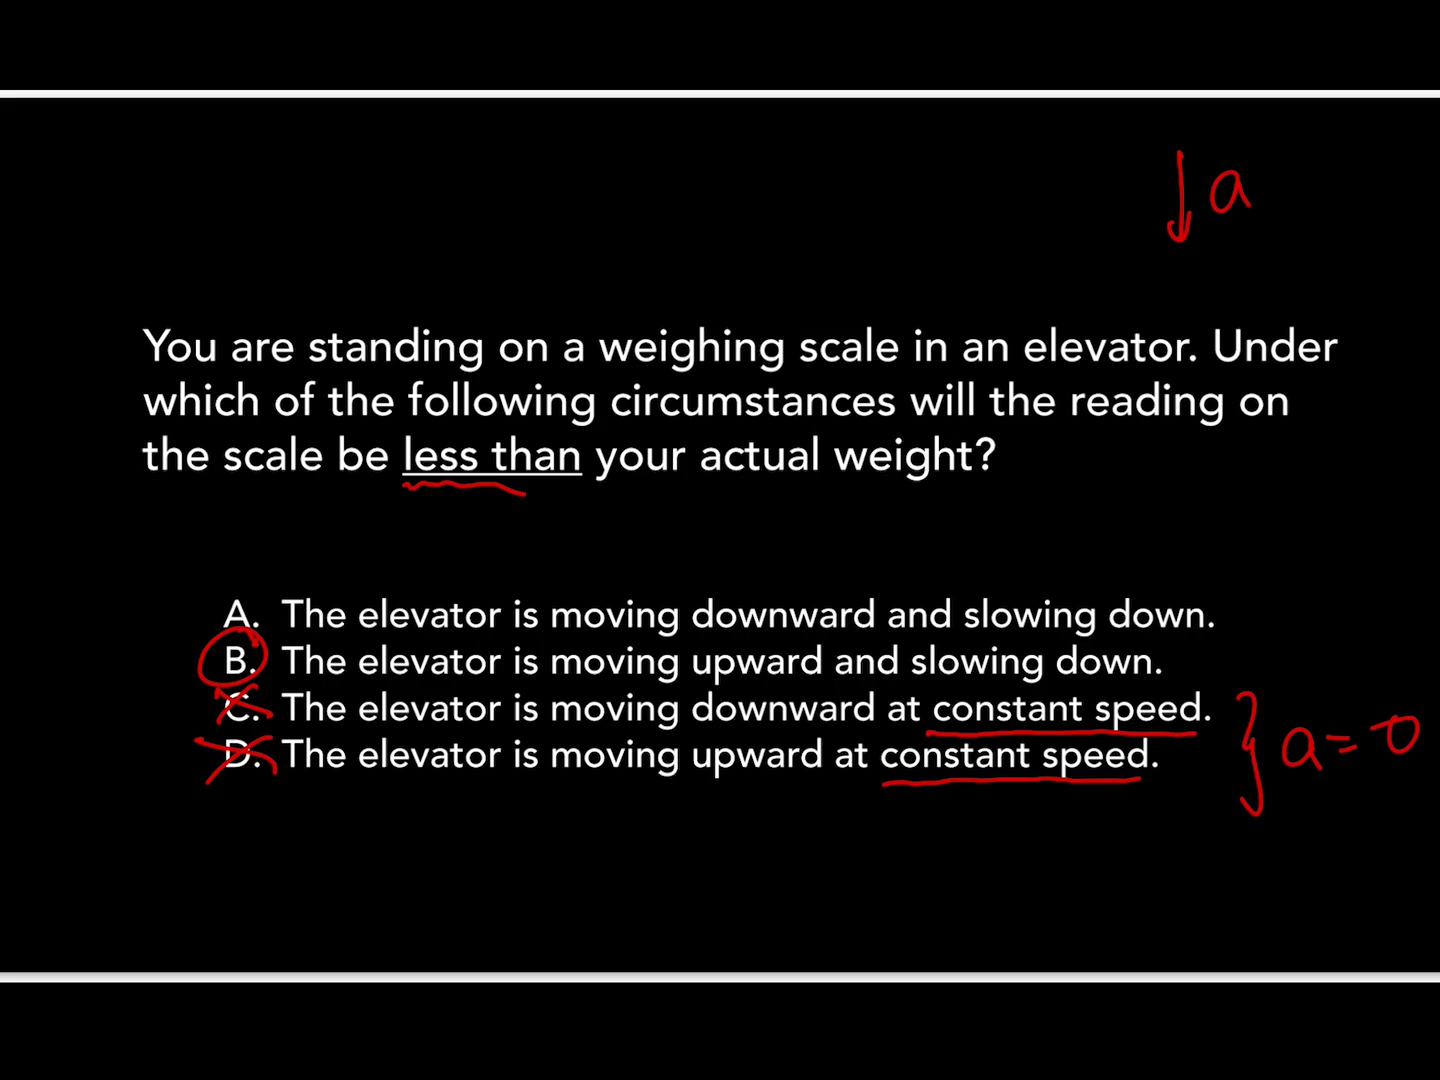 a
You are standing on a weighing scale in an elevator. Under
which of the following circumstances will the reading on
the scale be less than your actual weight?
A. The elevator is moving downward and slowing down.
B. The elevator is moving upward and slowing down.
C. The elevator is moving downward at constant speed.
D. The elevator is moving upward at constant speed.
a=0